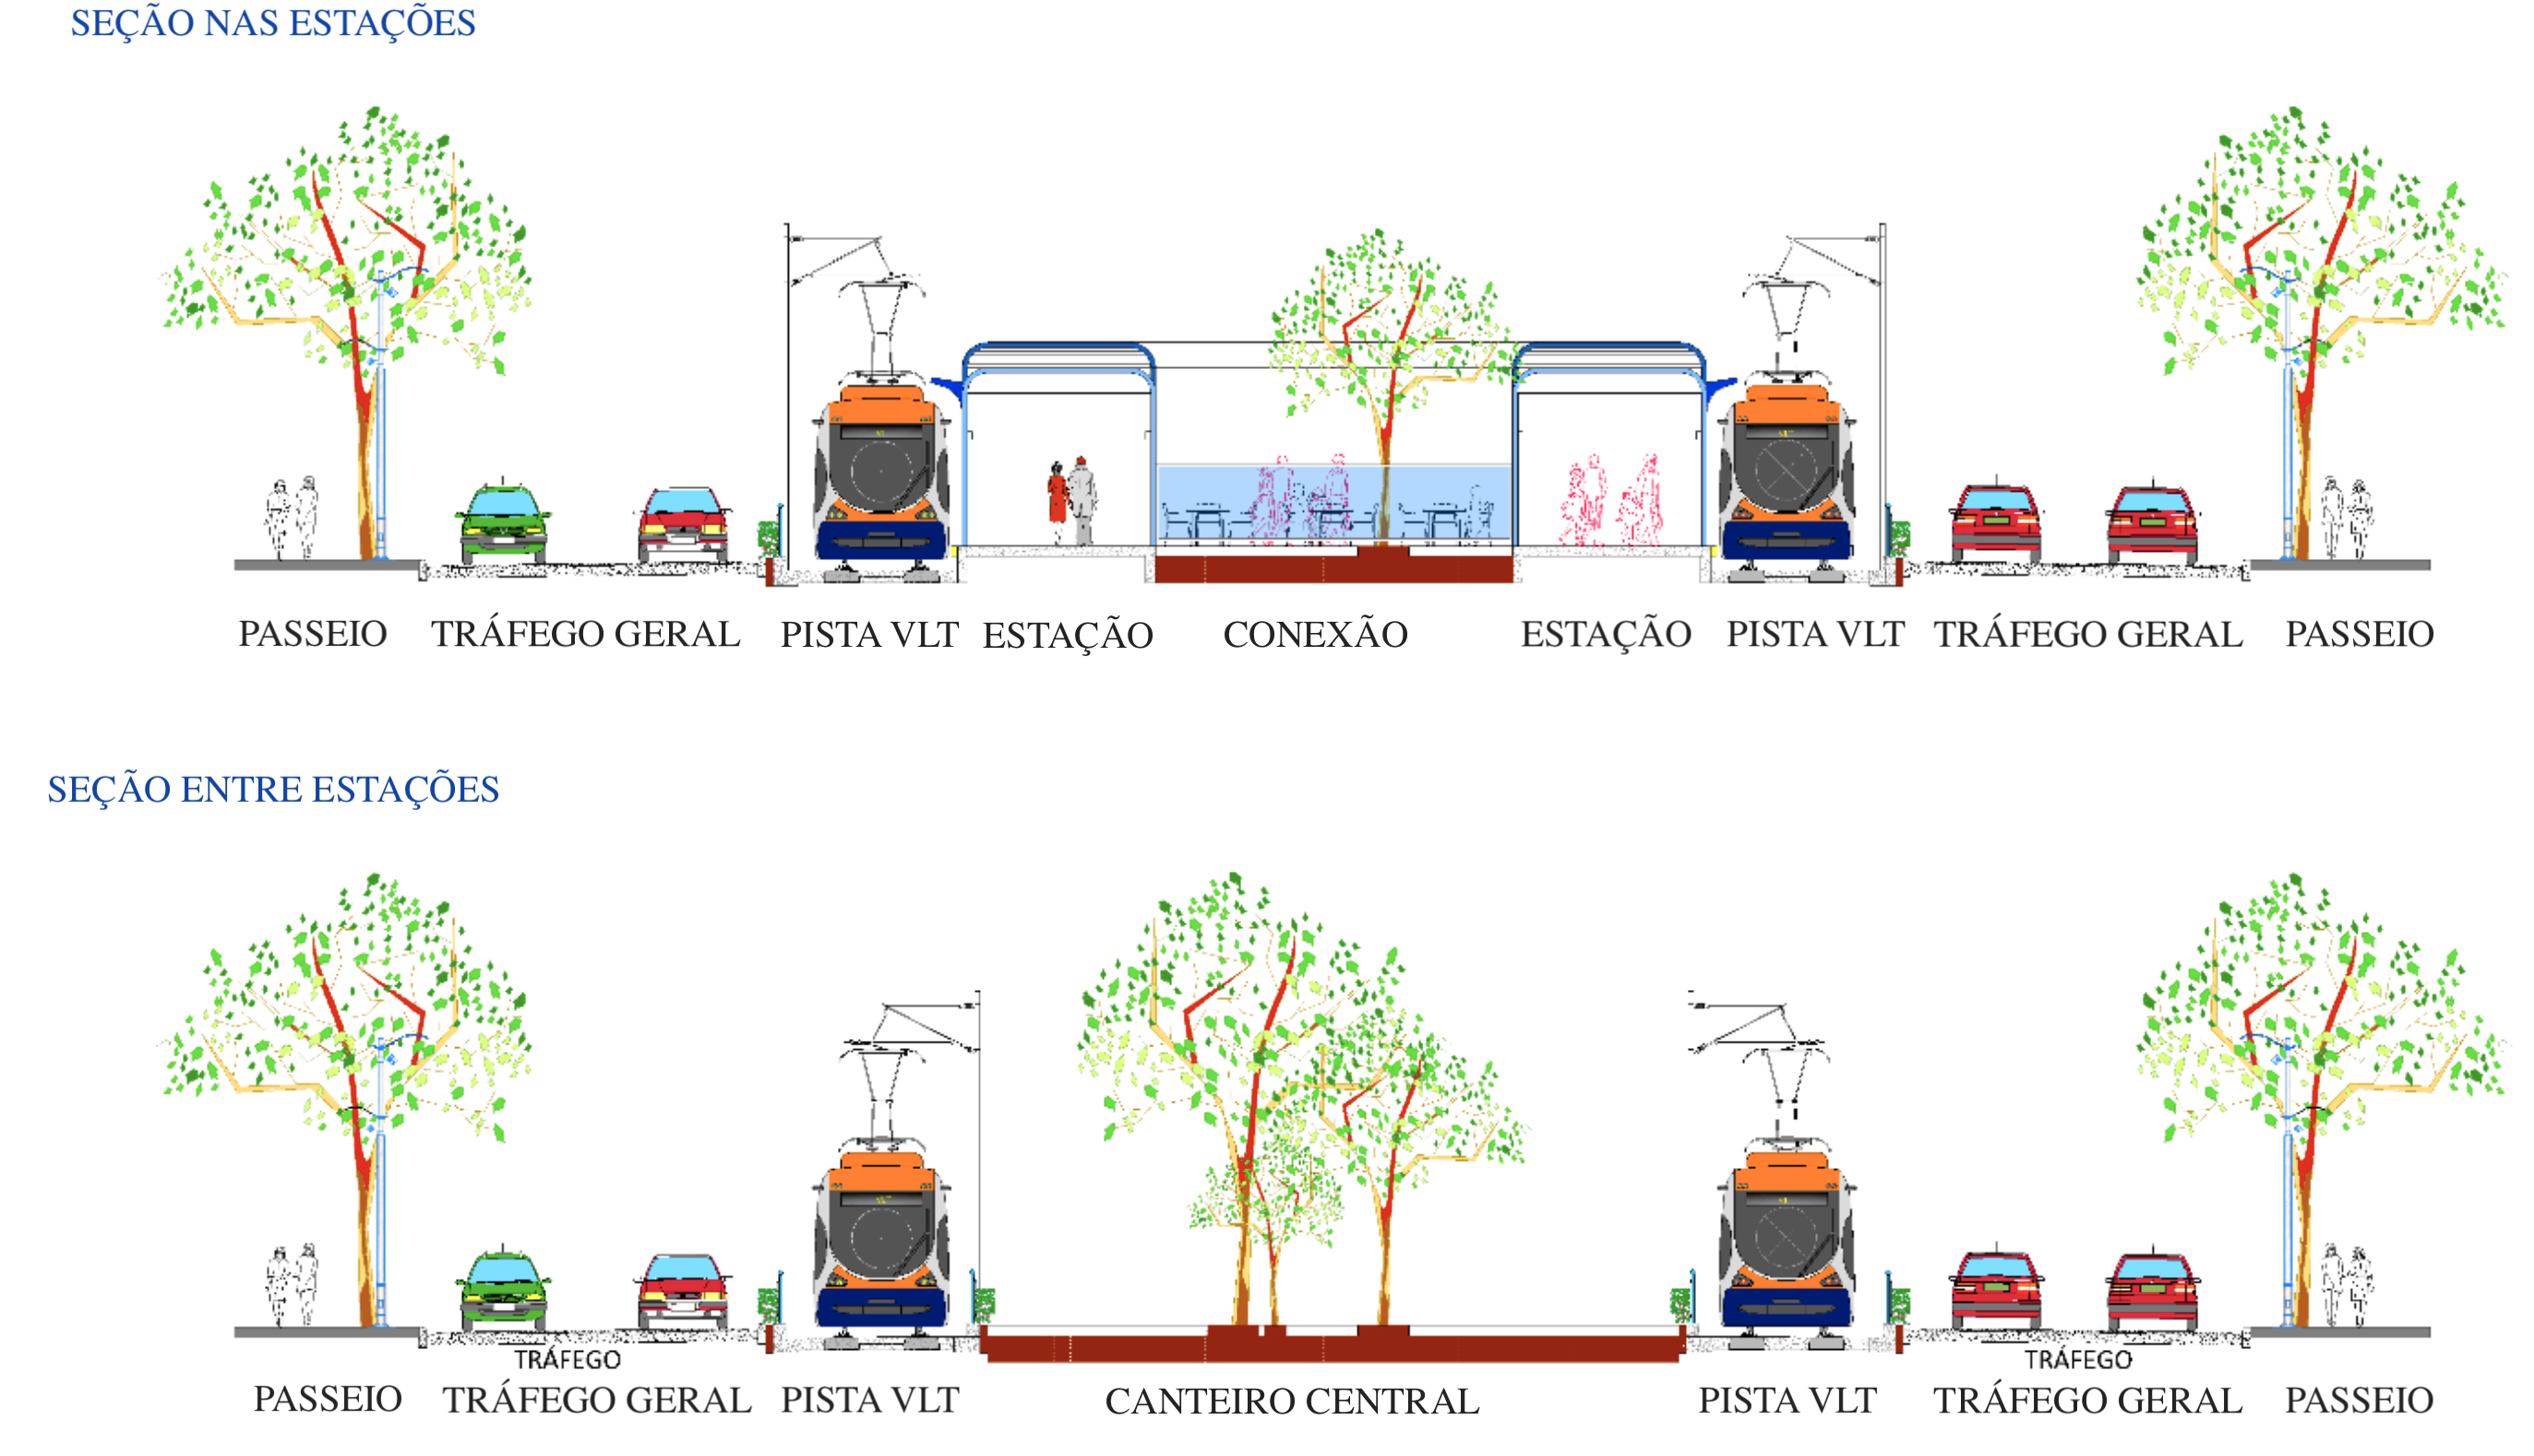 SEÇÃO NAS ESTAÇÕES
PASSEIO TRÁFEGO GERAL PISTA VLT ESTAÇÃO CONEXÃO ESTAÇÃO PISTA VLT TRÁFEGO GERAL PASSEIO
SEÇÃO ENTRE ESTAÇÕES
TRÁFEGO TRÁFEGO
PASSEIO TRÁFEGO GERAL PISTA VLT CANTEIRO CENTRAL PISTA VLT TRÁFEGO GERAL PASSEIO